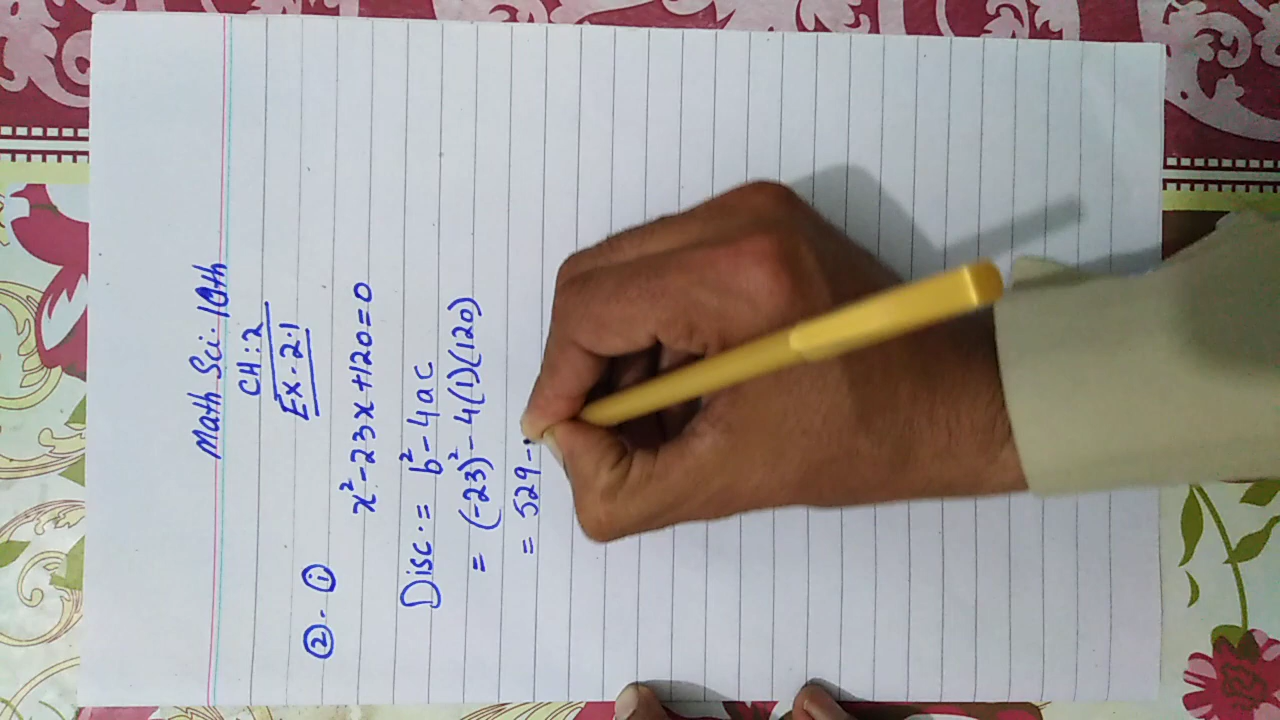 Math Sci. 10th
CH: 2
Ex - 2.1
② - ①
x² - 23x + 120 = 0
Disc. = b² - 4ac
= (-23)² - 4(1)(120)
= 529 -